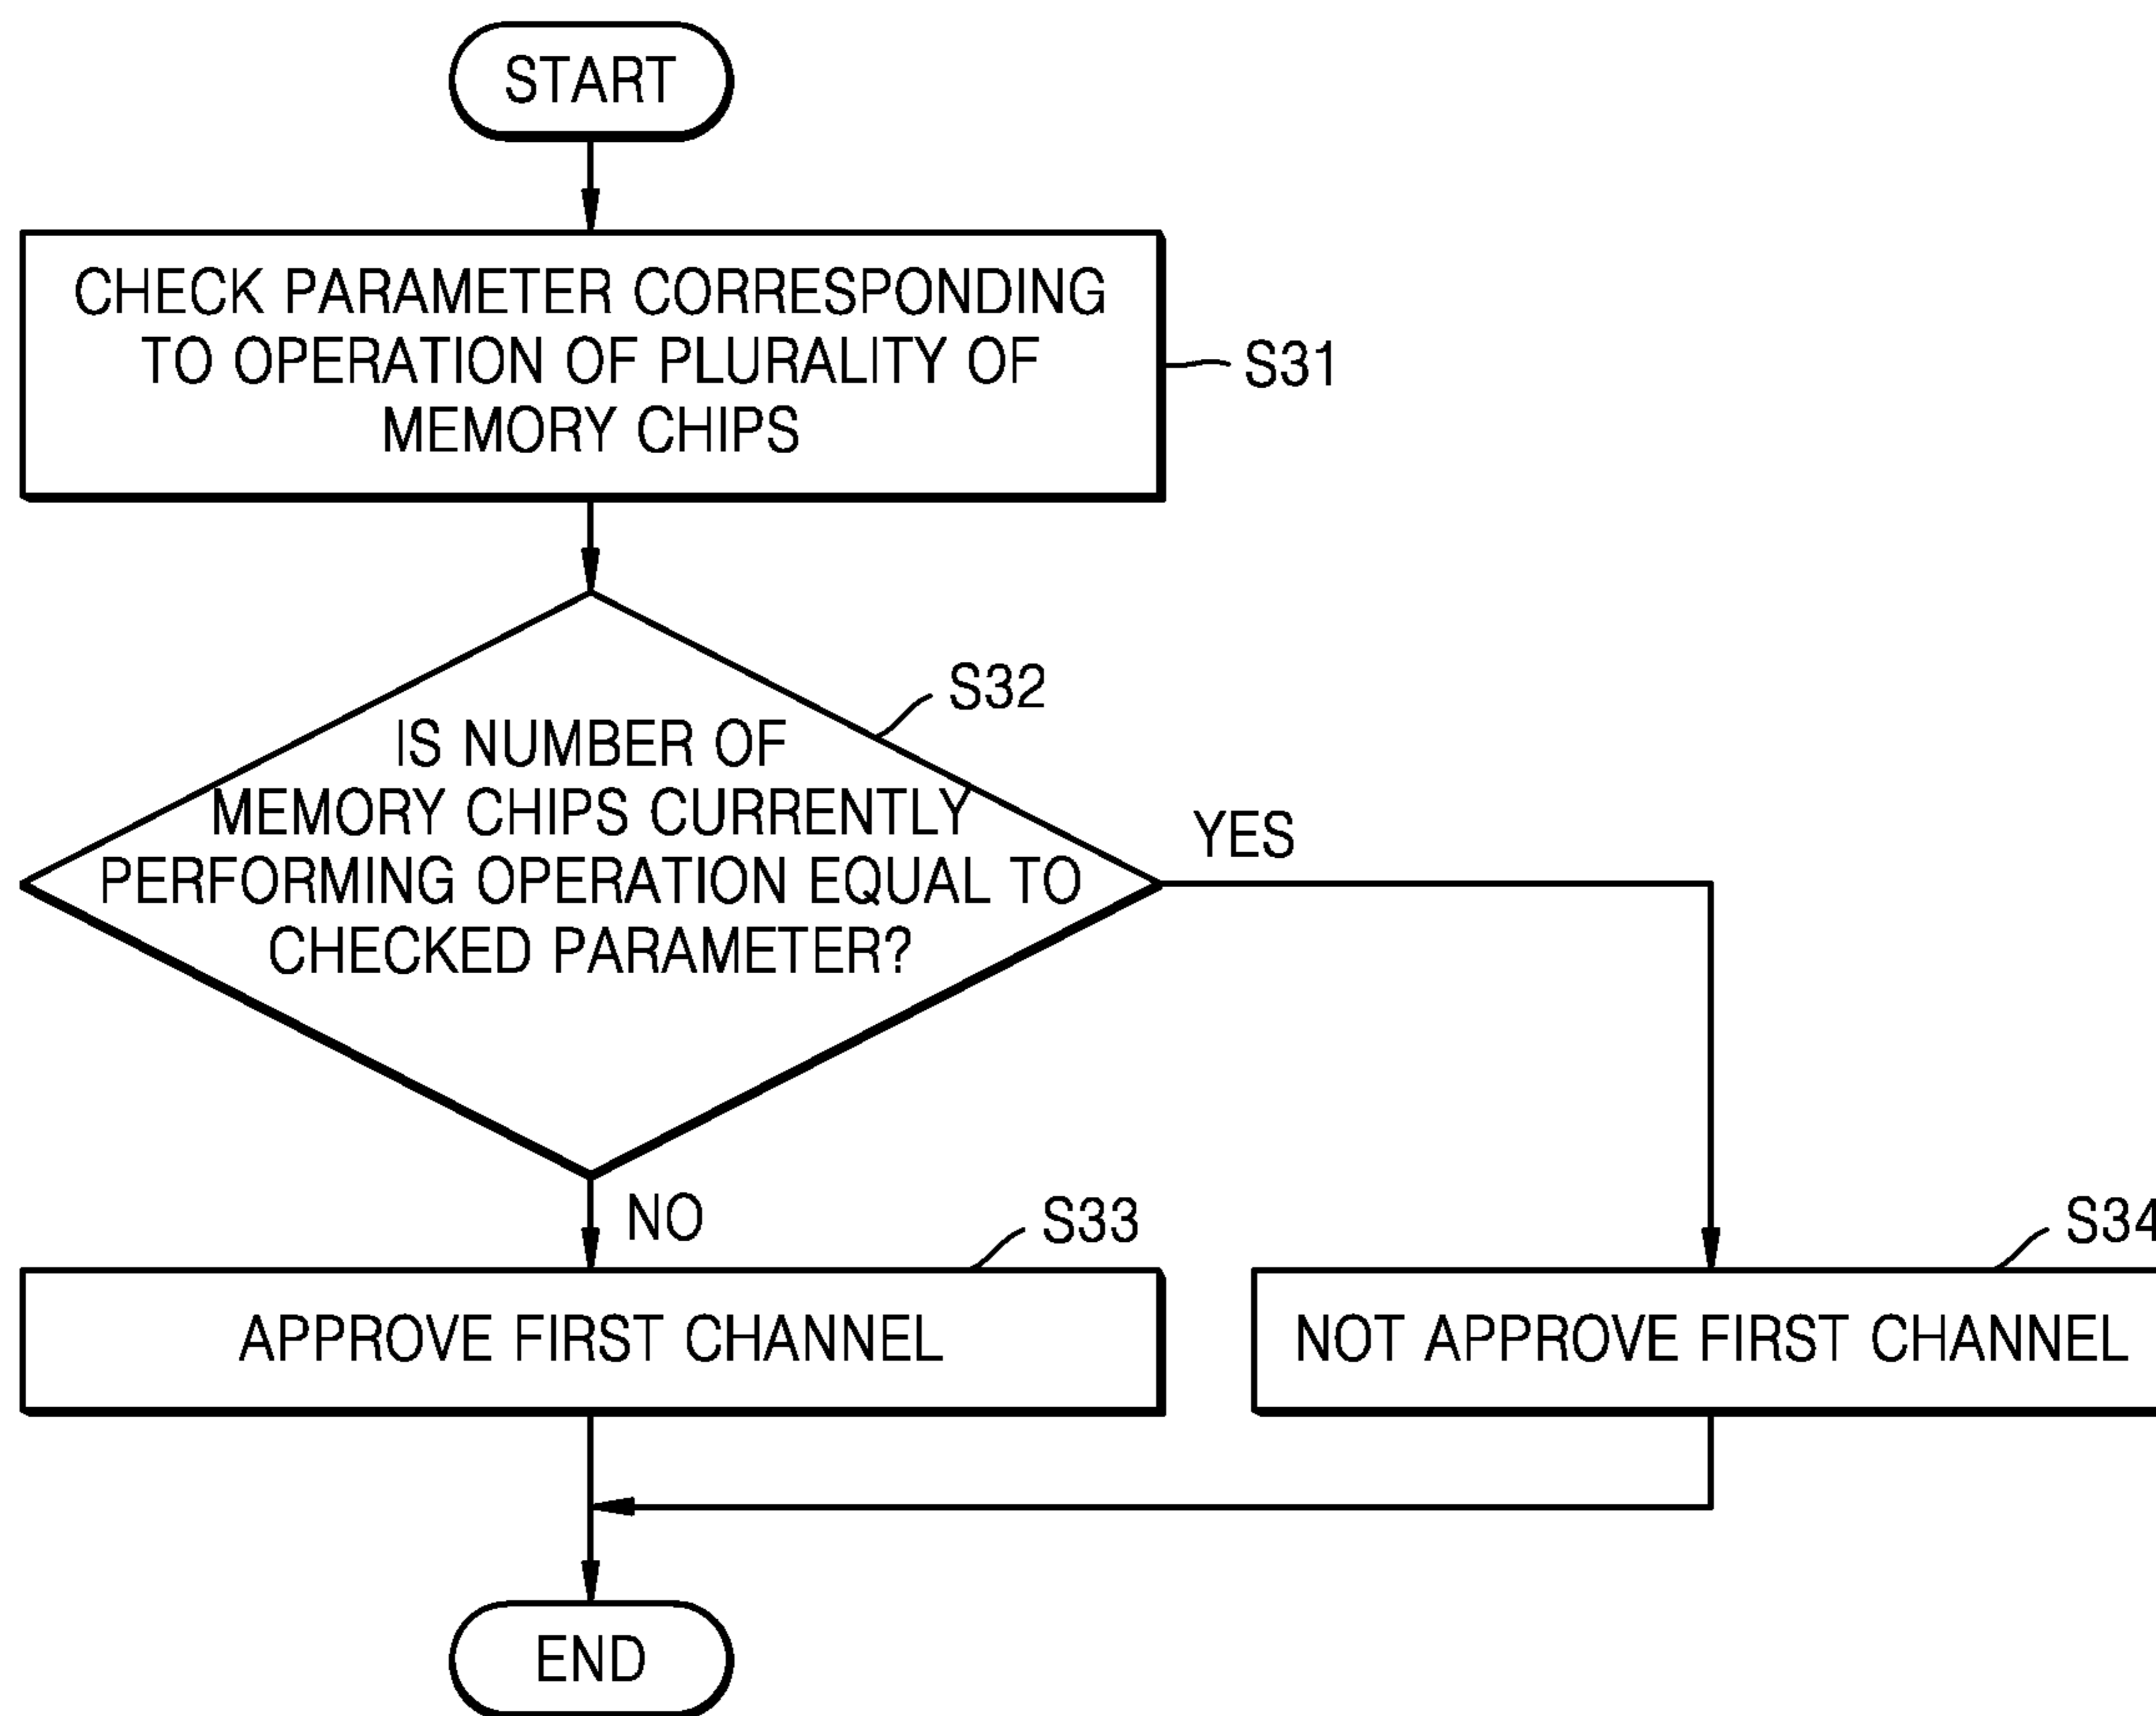 START
CHECK PARAMETER CORRESPONDING
TO OPERATION OF PLURALITY OF
MEMORY CHIPS
S31
S32
IS NUMBER OF
MEMORY CHIPS CURRENTLY
PERFORMING OPERATION EQUAL TO
CHECKED PARAMETER?
YES
NO
S33
APPROVE FIRST CHANNEL
S34
NOT APPROVE FIRST CHANNEL
END